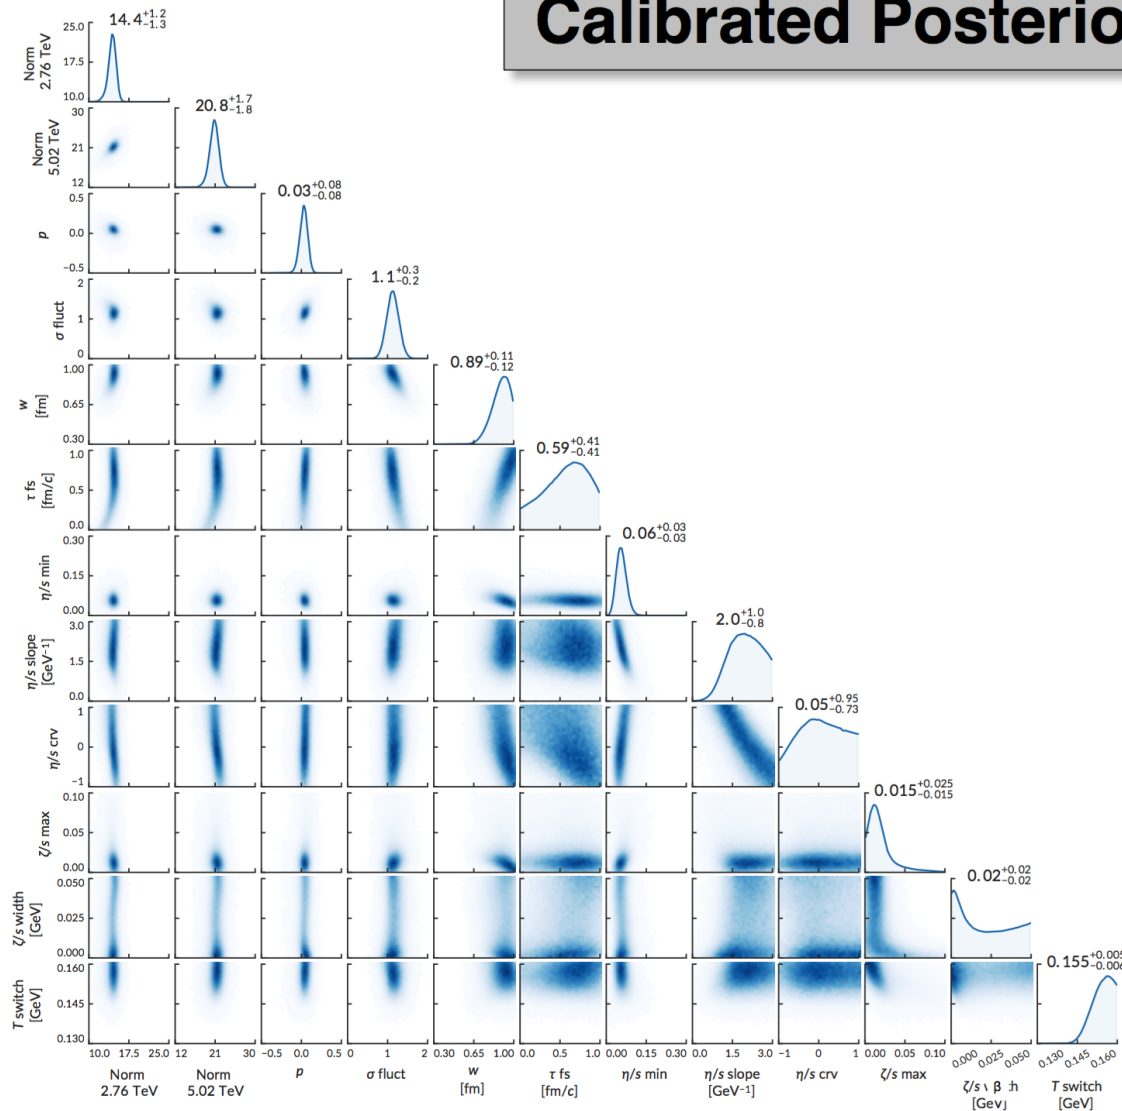 Calibrated Posterio
14.4 +1.2 −1.3
25.0
17.5
10.0
Norm
2.76 TeV
20.8 +1.7 −1.8
30
21
12
Norm
5.02 TeV
0.03 +0.08 −0.08
0.5
0.0
−0.5
p
1.1 +0.3 −0.2
2
1
0
σ fluct
0.89 +0.11 −0.12
1.00
0.65
0.30
w
[fm]
0.59 +0.41 −0.41
1.0
0.5
0.0
τ fs
[fm/c]
0.06 +0.03 −0.03
0.30
0.15
0.00
η/s min
2.0 +1.0 −0.8
3.0
1.5
0.0
η/s slope
[GeV−1]
0.05 +0.95 −0.73
1
0
−1
η/s crv
0.015 +0.025 −0.015
0.10
0.05
0.00
ζ/s max
0.02 +0.02 −0.02
0.050
0.025
0.000
ζ/s width
[GeV]
0.155 +0.005 −0.006
0.160
0.145
0.130
T switch
[GeV]
10.0 17.5 25.0 12 21 30 −0.5 0.0 0.5 0 1 2 0.30 0.65 1.00 0.0 0.5 1.0 0.00 0.15 0.30 0.0 1.5 3.0 −1 0 1 0.00 0.05 0.10 0.000 0.025 0.050 0.130 0.145 0.160
Norm Norm p σ fluct w τ fs η/s min η/s slope η/s crv ζ/s max ζ/s β h T switch
2.76 TeV 5.02 TeV [fm] [fm/c] [GeV−1] [GeV] [GeV]